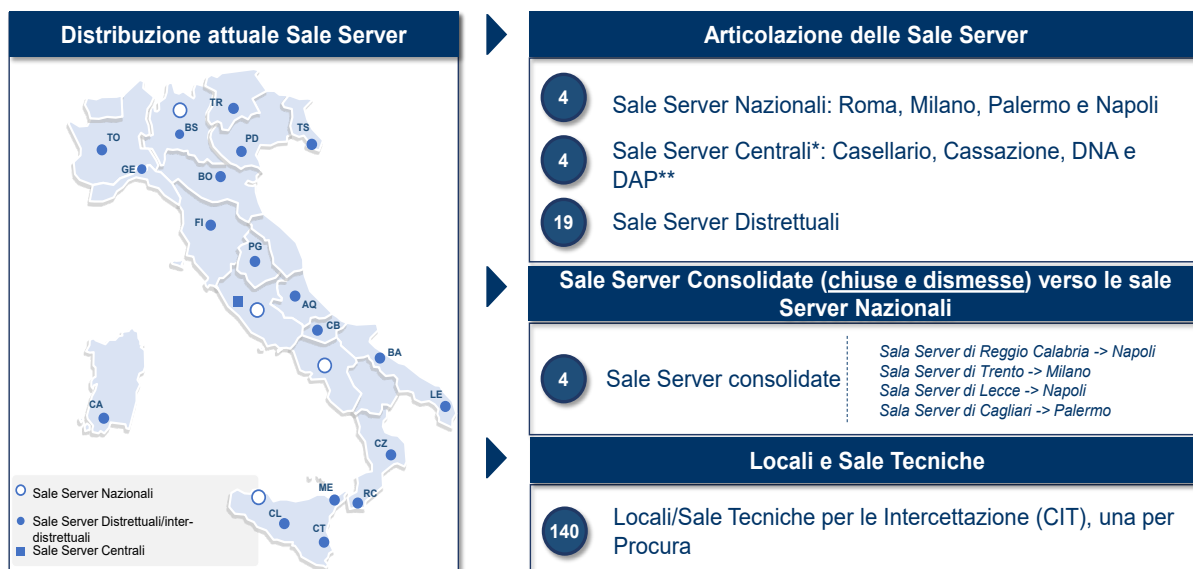 Distribuzione attuale Sale Server
TR
BS
TO
PD
TS
GE
BO
FI
PG
AQ
CB
BA
LE
CA
CZ
ME
RC
CL
CT
Sale Server Nazionali
Sale Server Distrettuali/inter-
distrettuali
Sale Server Centrali
Articolazione delle Sale Server
4
Sale Server Nazionali: Roma, Milano, Palermo e Napoli
4
Sale Server Centrali*: Casellario, Cassazione, DNA e
DAP**
19
Sale Server Distrettuali
Sale Server Consolidate (chiuse e dismesse) verso le sale
Server Nazionali
4
Sale Server consolidate
Sala Server di Reggio Calabria -> Napoli
Sala Server di Trento -> Milano
Sala Server di Lecce -> Napoli
Sala Server di Cagliari -> Palermo
Locali e Sale Tecniche
140
Locali/Sale Tecniche per le Intercettazione (CIT), una per
Procura